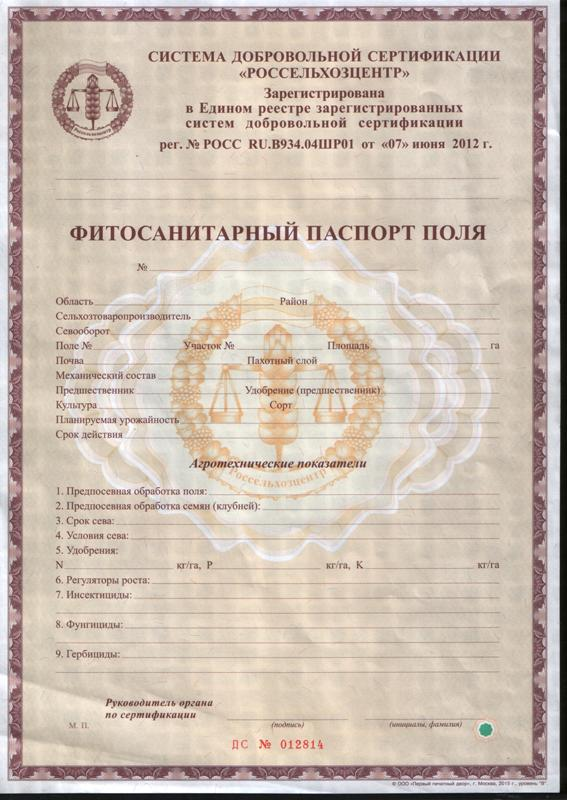 СИСТЕМА ДОБРОВОЛЬНОЙ СЕРТИФИКАЦИИ
«РОССЕЛЬХОЗЦЕНТР»
Зарегистрирована
в Едином реестре зарегистрированных
систем добровольной сертификации
рег. № РОСС RU.В934.04ШР01 от «07» июня 2012 г.
Россельхозцентр
ФИТОСАНИТАРНЫЙ ПАСПОРТ ПОЛЯ
№
Область Район
Сельхозтоваропроизводитель
Севооборот
Поле № Участок № Площадь га
Почва Пахотный слой
Механический состав
Предшественник Удобрение (предшественник)
Культура Сорт
Планируемая урожайность
Срок действия
Агротехнические показатели
Россельхозцентр
1. Предпосевная обработка поля:
2. Предпосевная обработка семян (клубней):
3. Срок сева:
4. Условия сева:
5. Удобрения:
N кг/га, P кг/га, K кг/га
6. Регуляторы роста:
7. Инсектициды:
8. Фунгициды:
9. Гербициды:
Руководитель органа
по сертификации
М. П. (подпись) (инициалы, фамилия)
ДС № 012814
© ООО «Первый печатный двор», г. Москва, 2015 г., уровень "В"